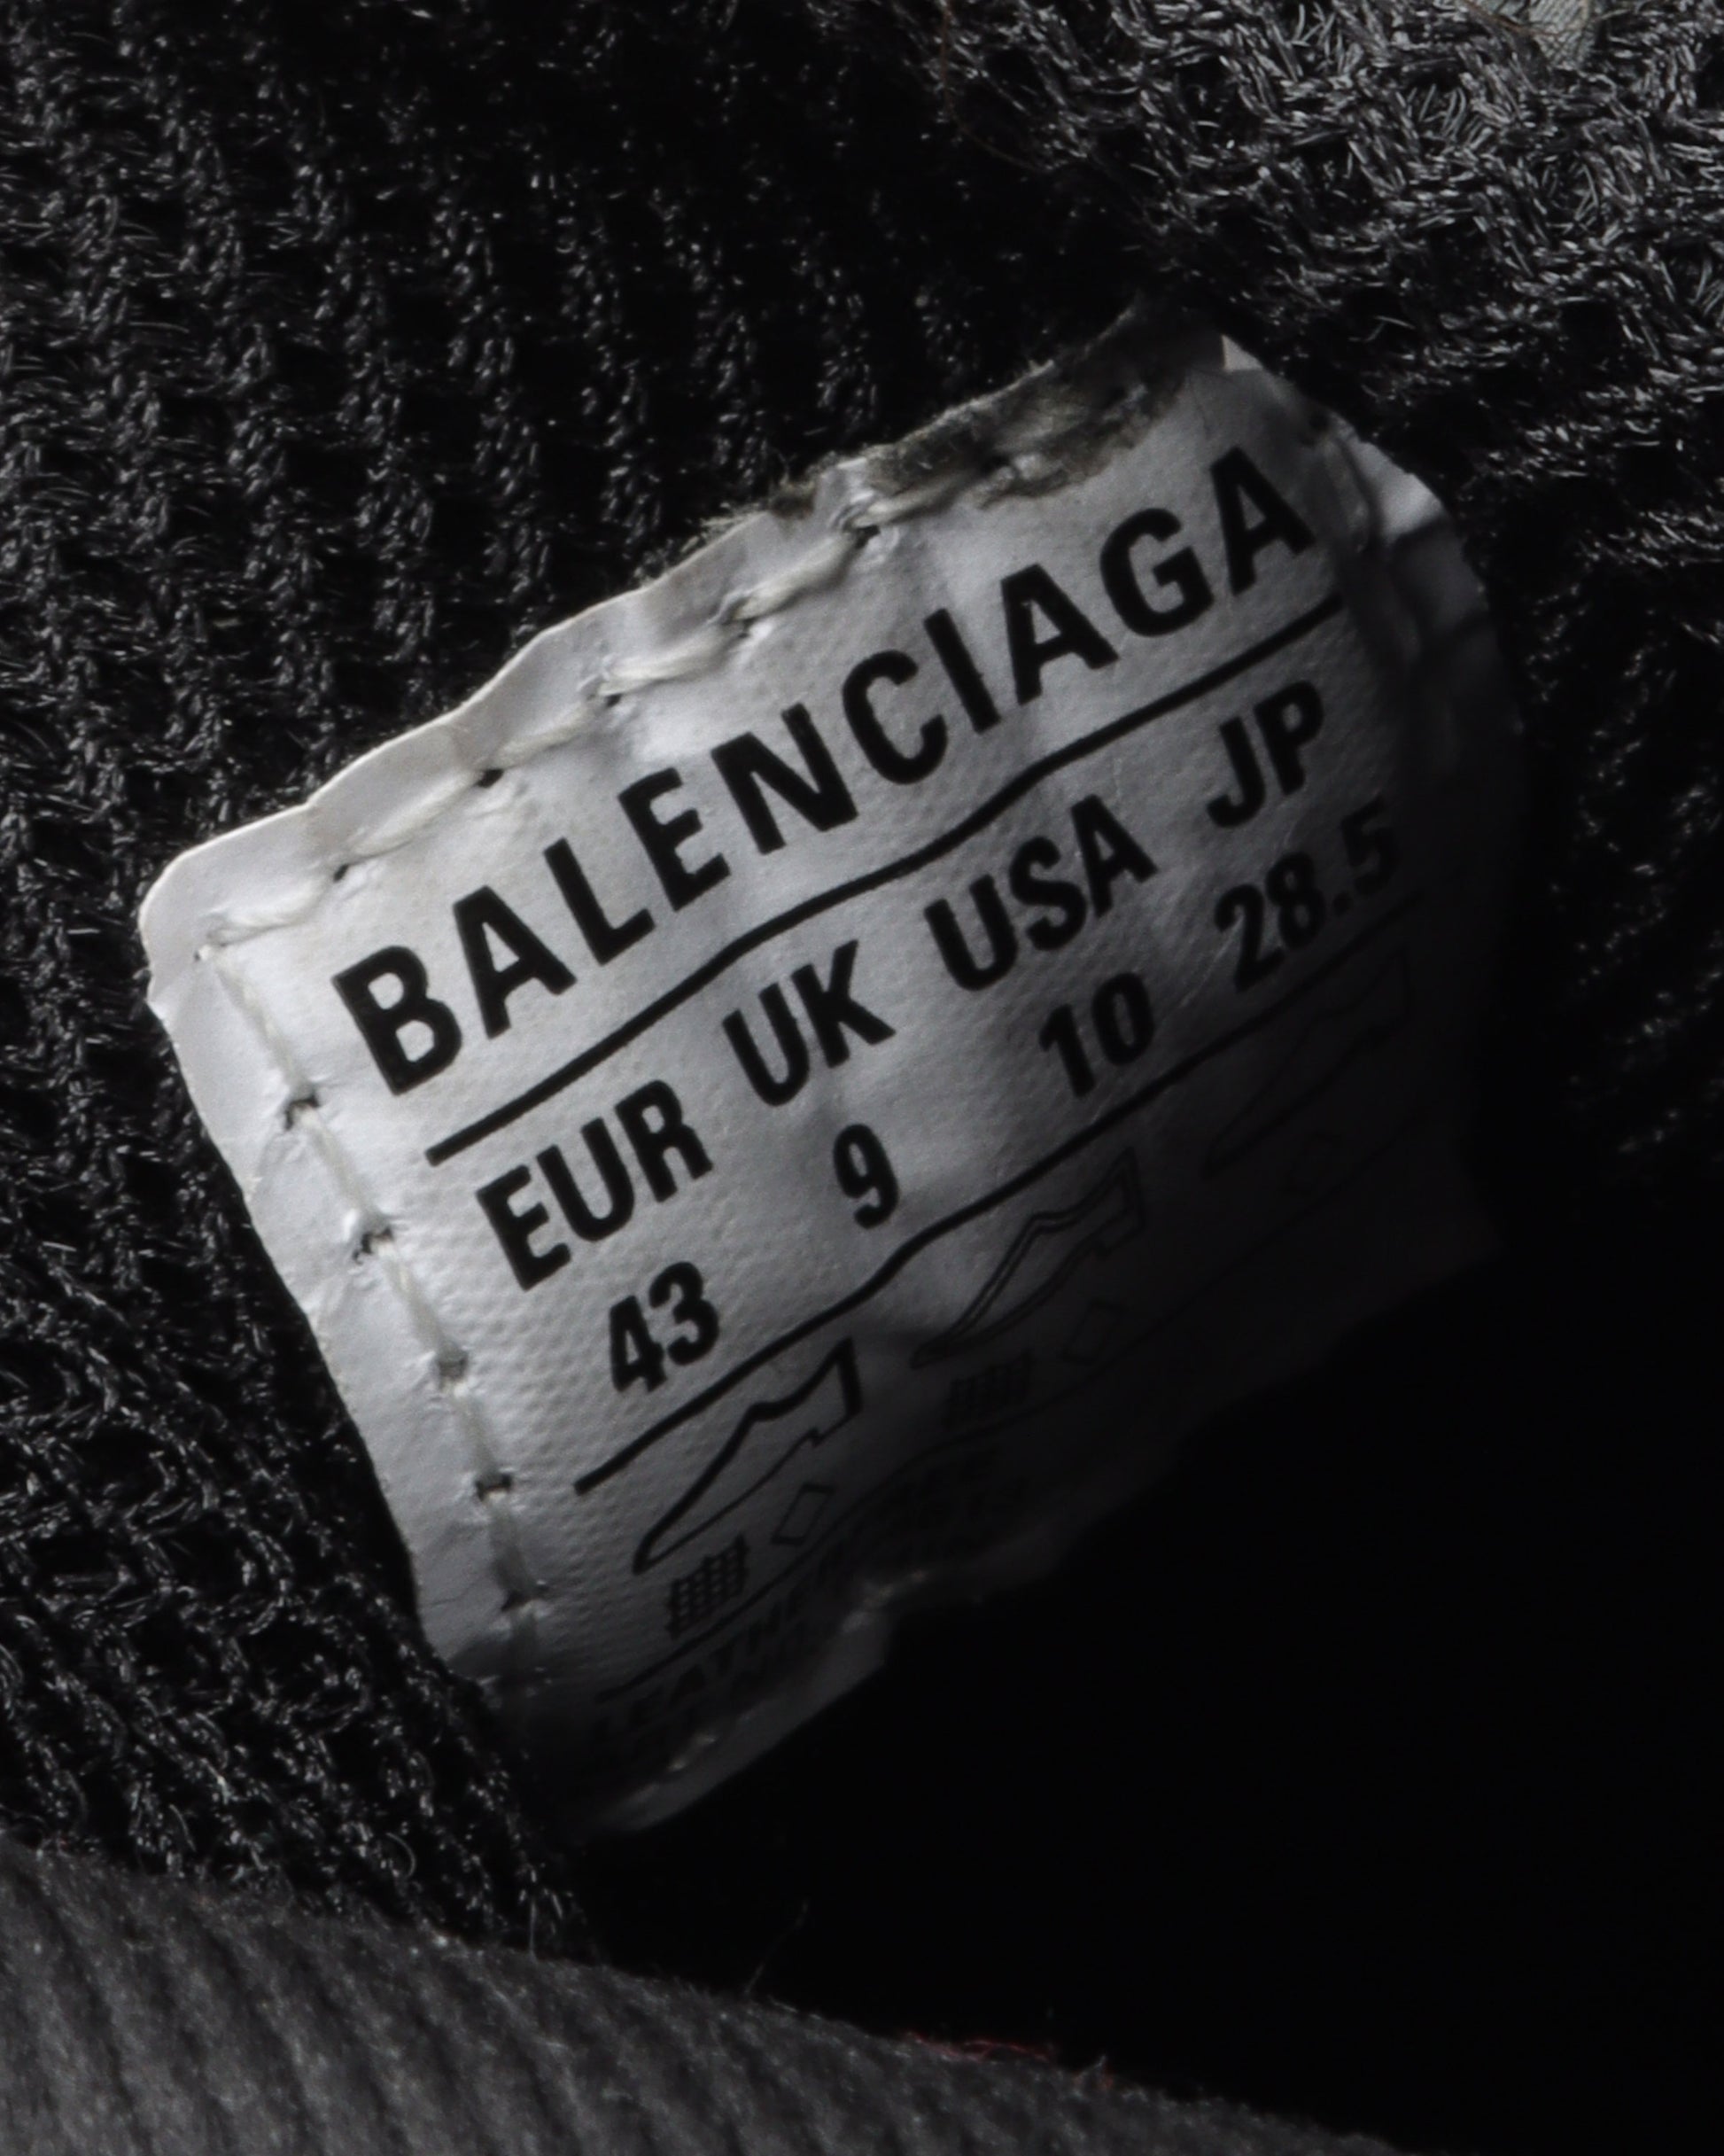 BALENCIAGA
EUR UK USA JP
43 9 10 28.5